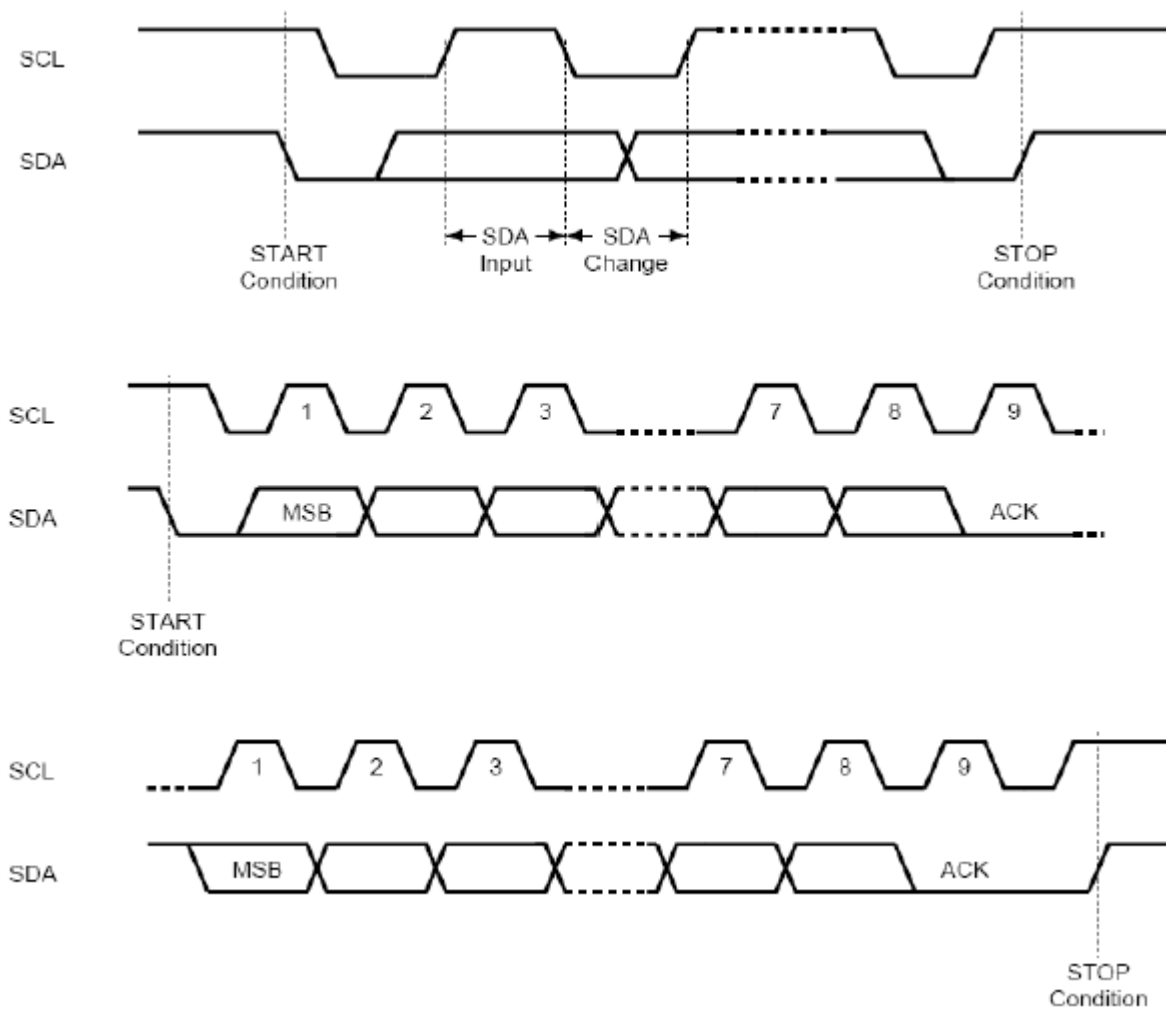 SCL
SDA
SDA
Input
SDA
Change
START
Condition
STOP
Condition
SCL
1 2 3 7 8 9
SDA
MSB
ACK
START
Condition
SCL
1 2 3 7 8 9
SDA
MSB
ACK
STOP
Condition